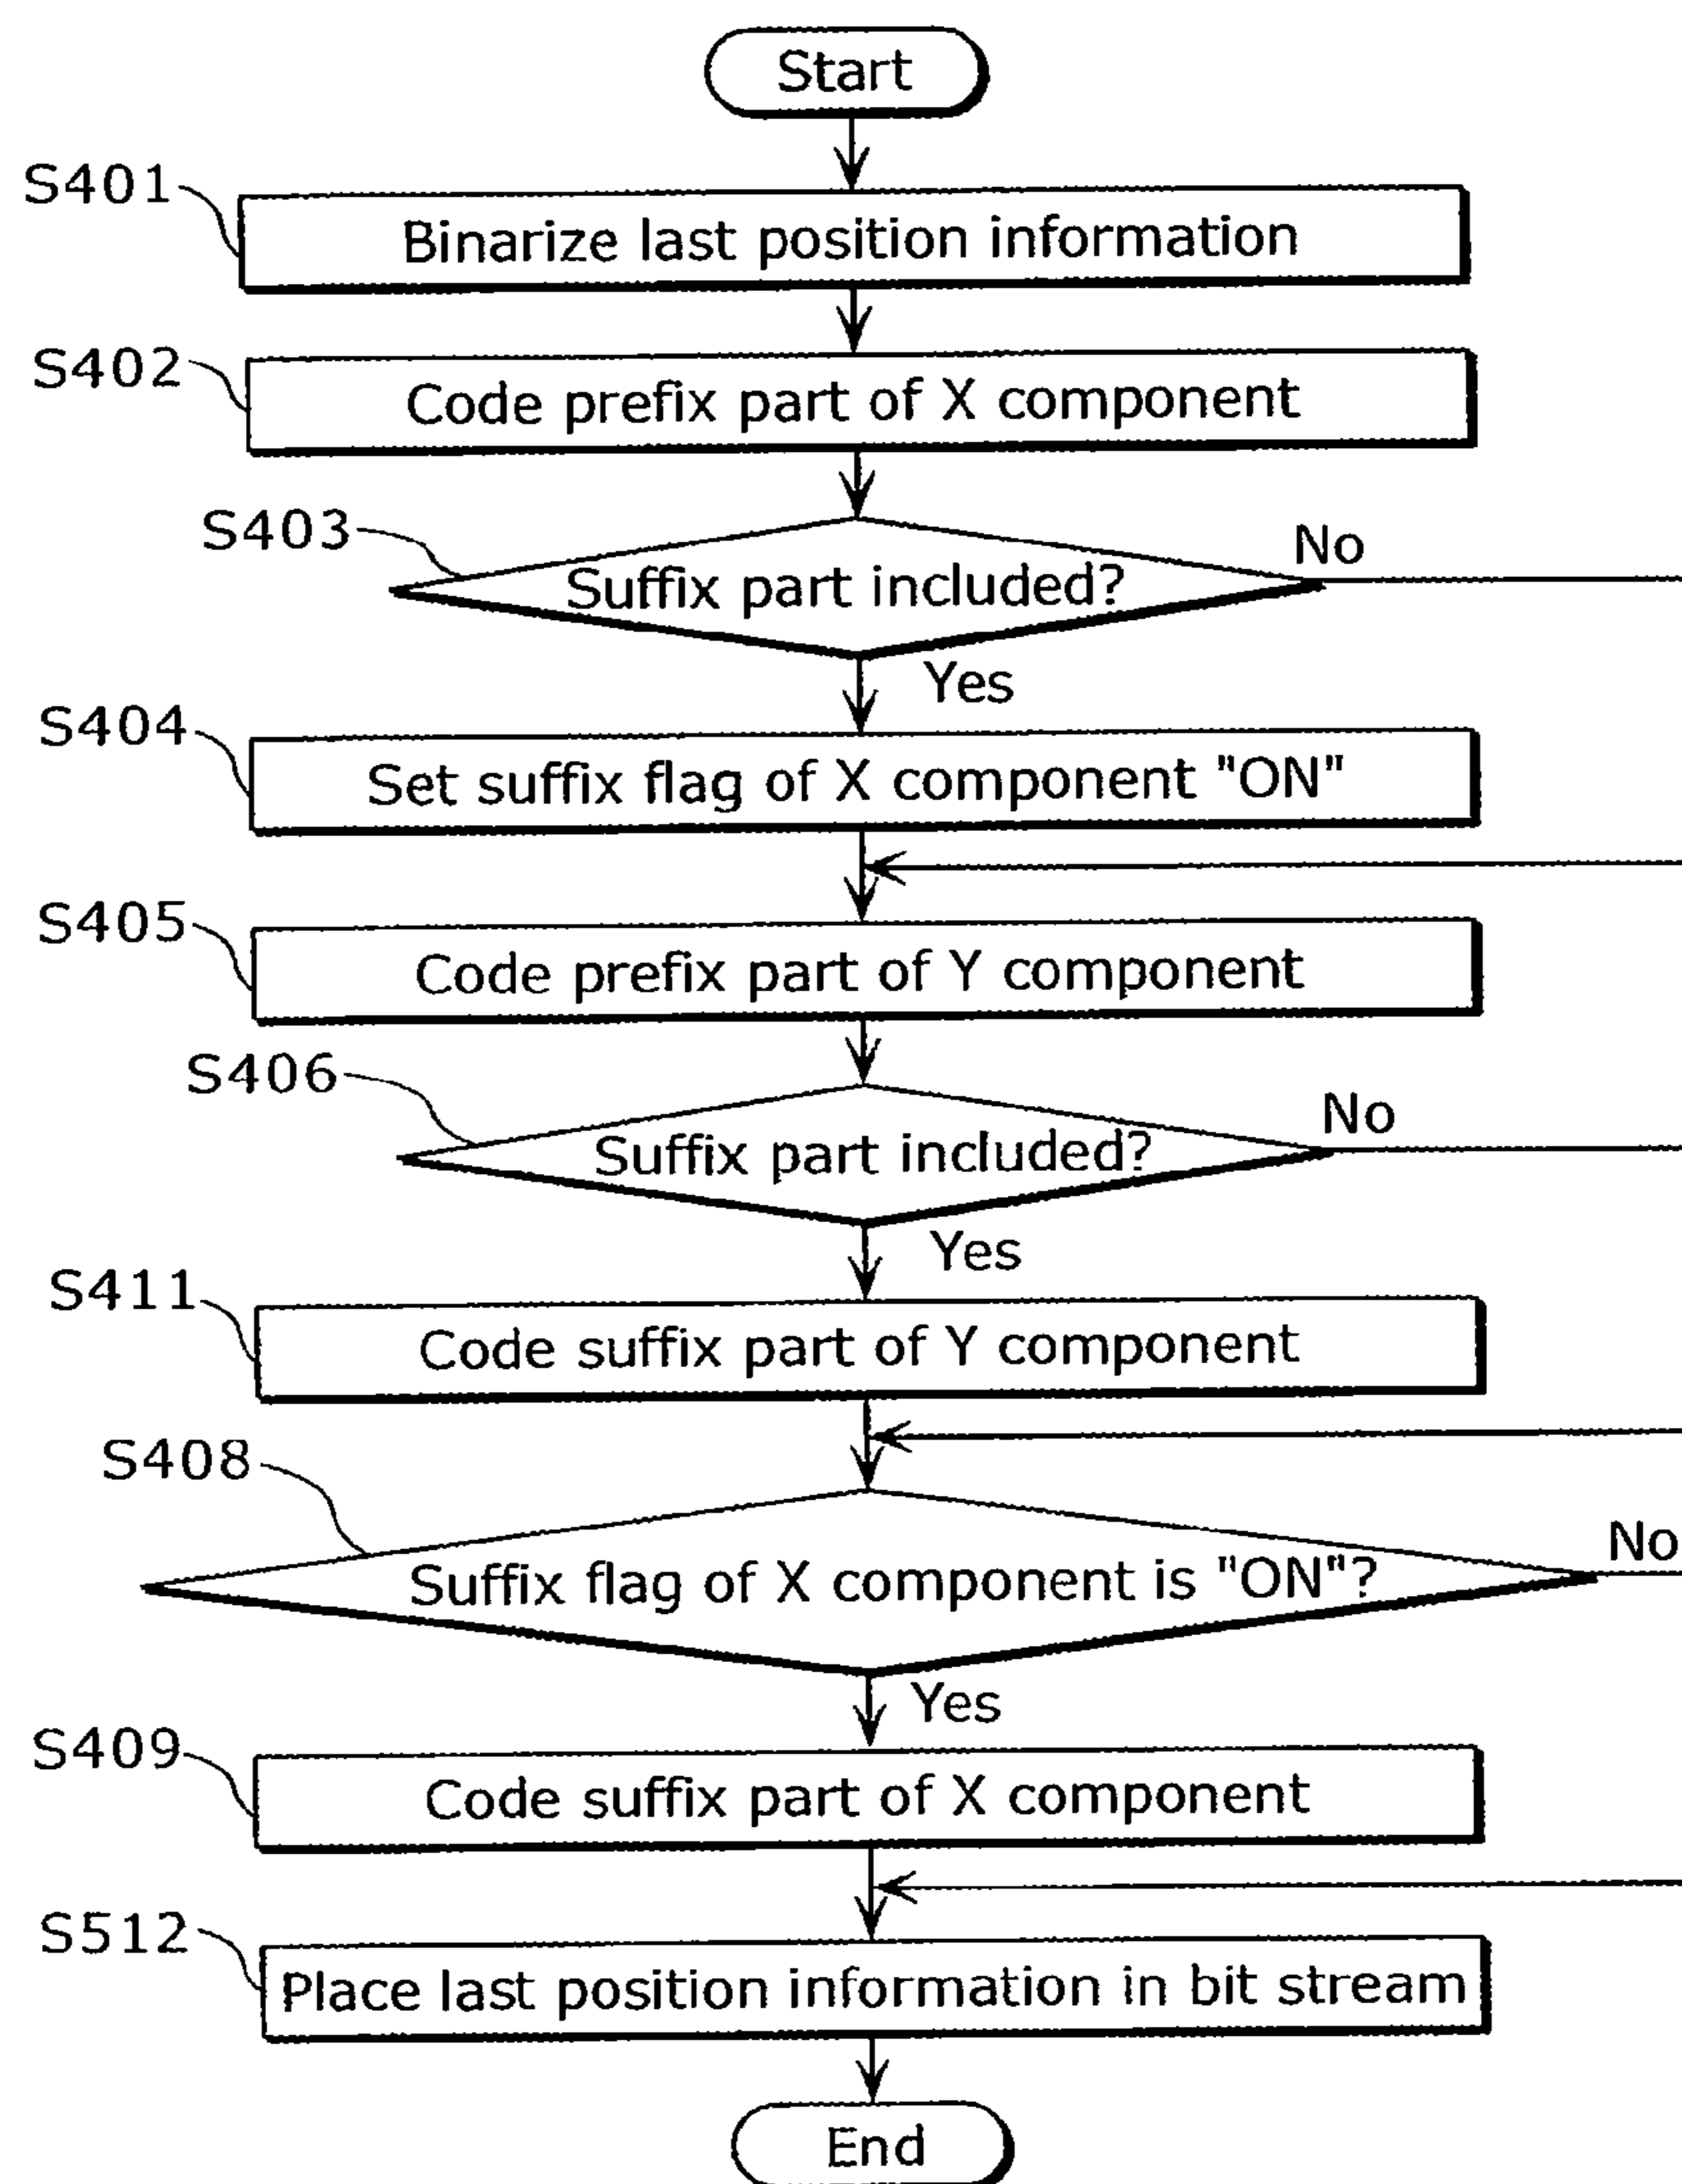 Start
S401
Binarize last position information
S402
Code prefix part of X component
S403
Suffix part included?
No
Yes
S404
Set suffix flag of X component "ON"
S405
Code prefix part of Y component
S406
Suffix part included?
No
Yes
S411
Code suffix part of Y component
S408
Suffix flag of X component is "ON"?
No
Yes
S409
Code suffix part of X component
S512
Place last position information in bit stream
End